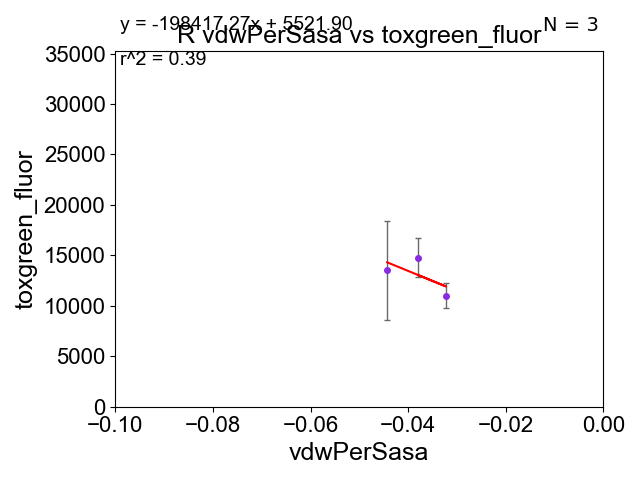 y = -198417.27x + 5521.90
N = 3
R vdwPerSasa vs toxgreen_fluor
r^2 = 0.39
35000
30000
25000
20000
15000
10000
5000
0
toxgreen_fluor
−0.10 −0.08 −0.06 −0.04 −0.02 0.00
vdwPerSasa